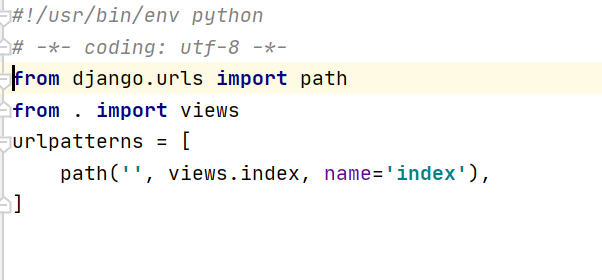 #!/usr/bin/env python
# -*- coding: utf-8 -*-
from django.urls import path
from . import views
urlpatterns = [
    path('', views.index, name='index'),
]